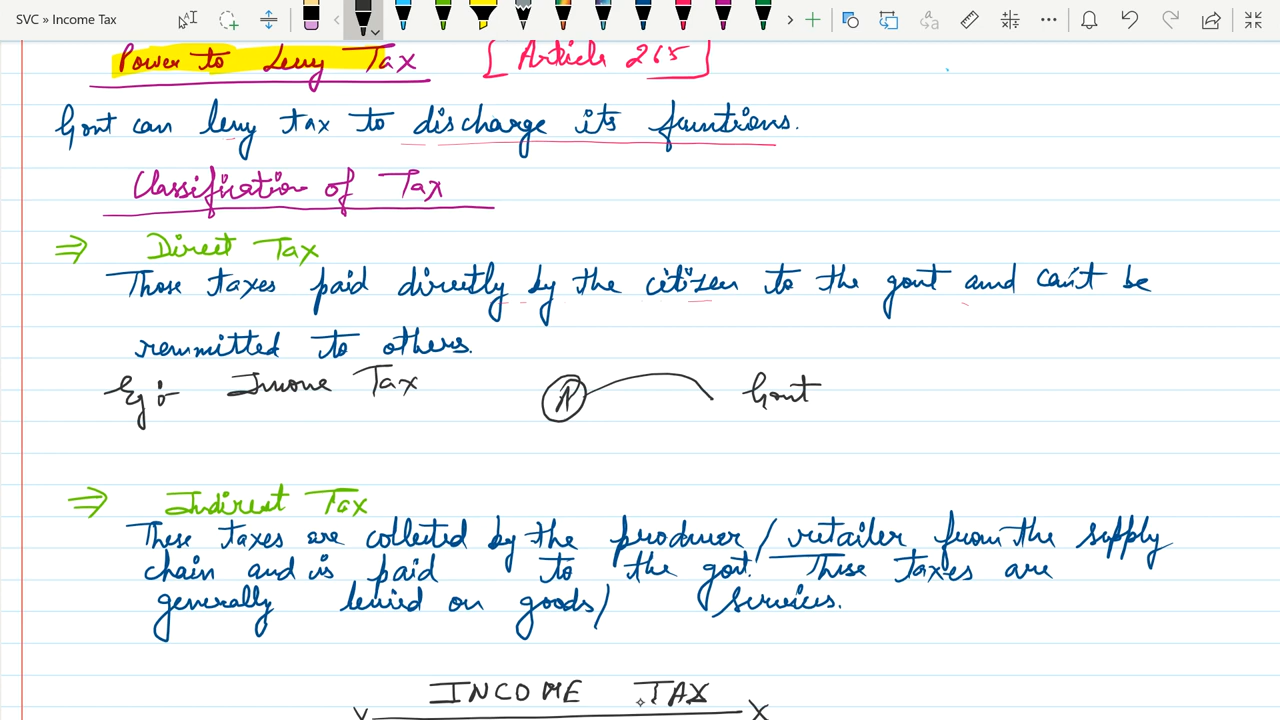 SVC » Income Tax
Power to Levy Tax [Article 265]
Govt can levy tax to discharge its functions.
Classification of Tax
⇒ Direct Tax
Those taxes paid directly by the citizen to the govt and can't be
remmitted to others.
Eg :- Income Tax A Govt
⇒ Indirect Tax
These taxes are collected by the producer / retailer from the supply
chain and is paid to the govt. These taxes are
generally levied on goods / services.
INCOME TAX